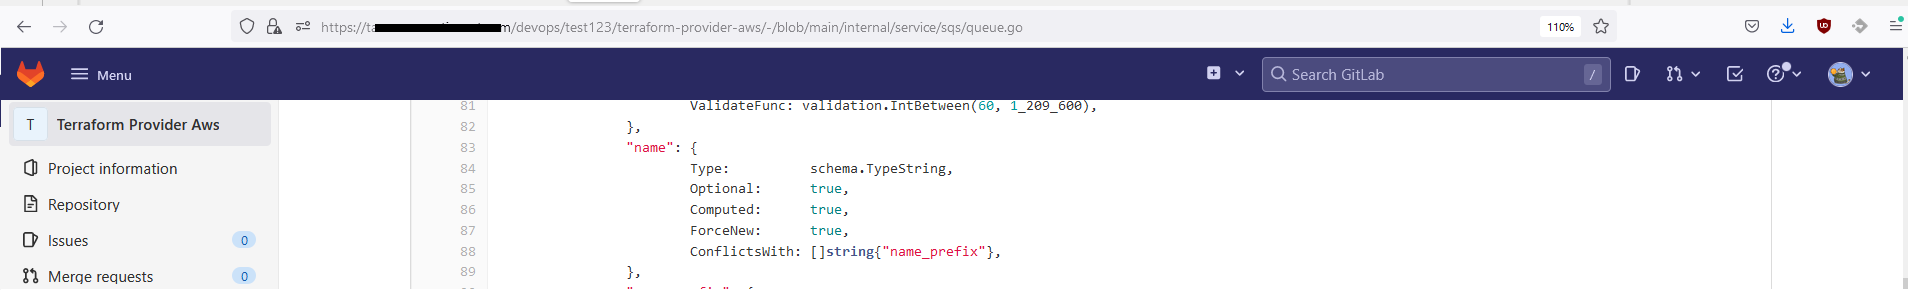 https://ta m/devops/test123/terraform-provider-aws/-/blob/main/internal/service/sqs/queue.go 110%
UD
Menu
Search GitLab /
T Terraform Provider Aws
Project information
Repository
Issues 0
Merge requests 0
81 ValidateFunc: validation.IntBetween(60, 1_209_600),
82 },
83 "name": {
84 Type: schema.TypeString,
85 Optional: true,
86 Computed: true,
87 ForceNew: true,
88 ConflictsWith: []string{"name_prefix"},
89 },